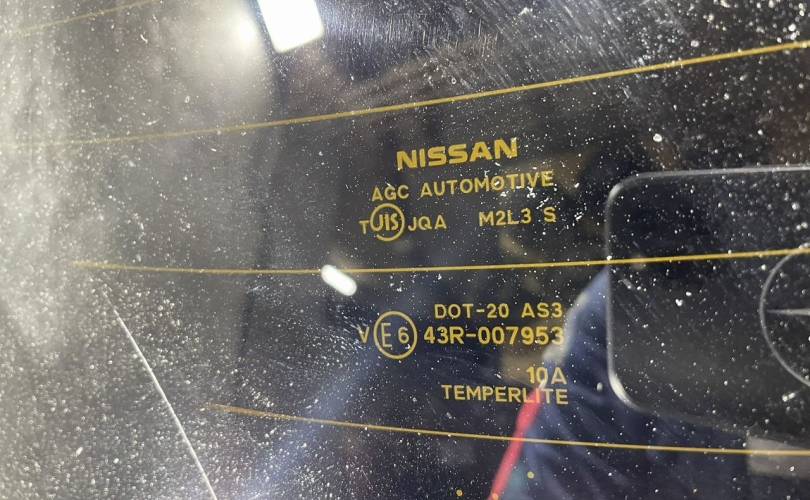 NISSAN
AGC AUTOMOTIVE
T JIS JQA M2L3 S
DOT-20 AS3
V E6 43R-007953
10A
TEMPERLITE